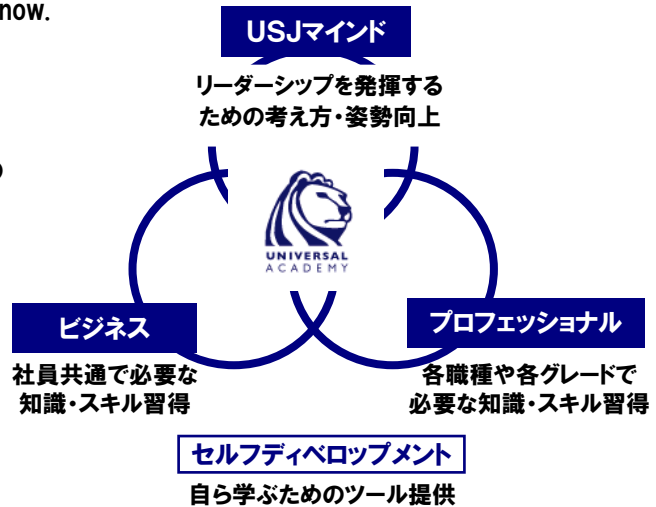 now.
USJマインド
リーダーシップを発揮する
ための考え方・姿勢向上
UNIVERSAL
ACADEMY
ビジネス
社員共通で必要な
知識・スキル習得
プロフェッショナル
各職種や各グレードで
必要な知識・スキル習得
セルフディベロップメント
自ら学ぶためのツール提供